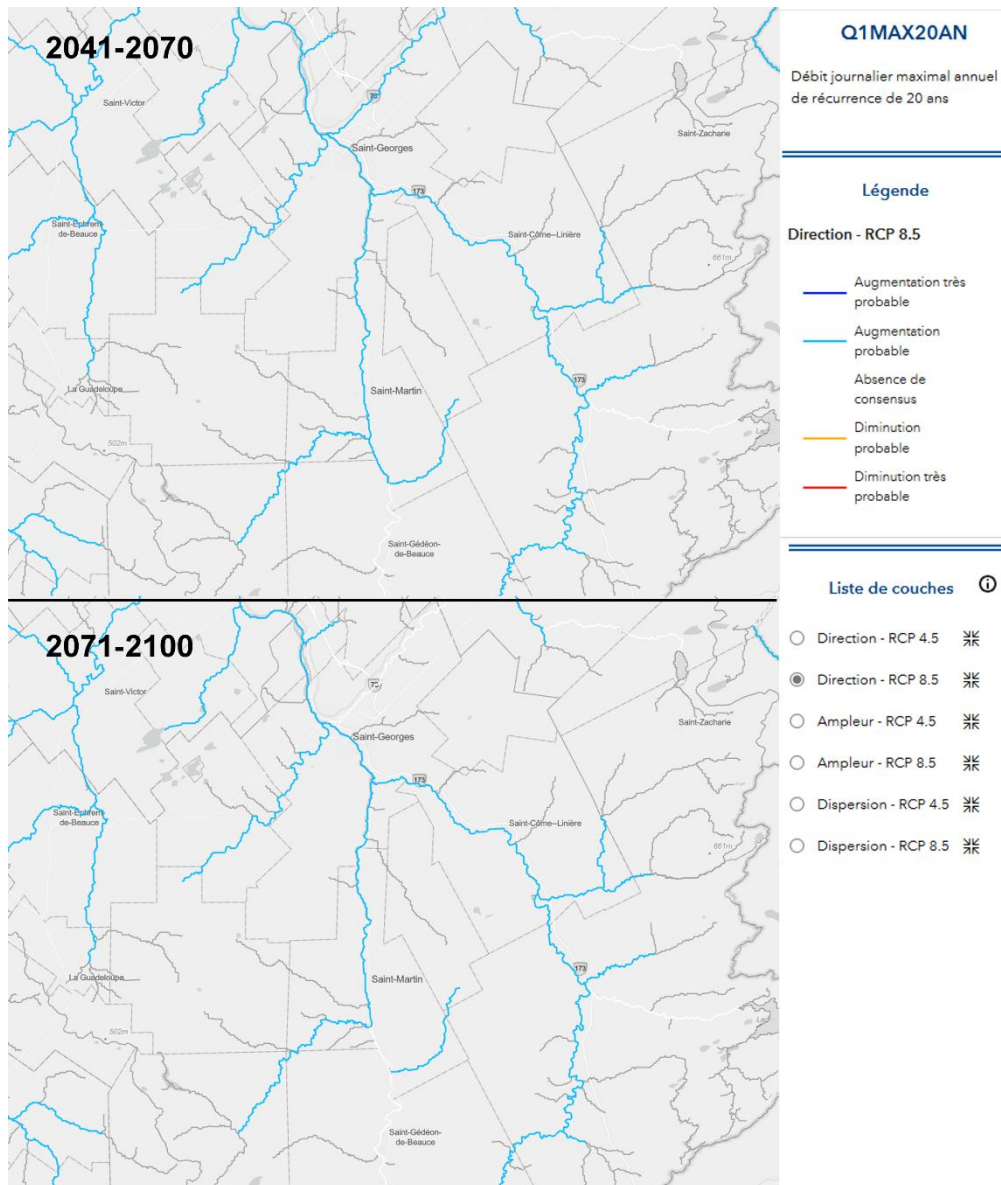 2041-2070
Saint-Victor
Saint-Georges
173
Saint-Zacharie
Saint-Ephrem-
de-Beauce
Saint-Côme--Linière
661m
La Guadeloupe
Saint-Martin
173
502m
Saint-Gédéon-
de-Beauce
2071-2100
Saint-Victor
Saint-Georges
173
Saint-Zacharie
Saint-Ephrem-
de-Beauce
Saint-Côme--Linière
661m
La Guadeloupe
Saint-Martin
173
502m
Saint-Gédéon-
de-Beauce
Q1MAX20AN
Débit journalier maximal annuel
de récurrence de 20 ans
Légende
Direction - RCP 8.5
Augmentation très
probable
Augmentation
probable
Absence de
consensus
Diminution
probable
Diminution très
probable
Liste de couches
Direction - RCP 4.5
Direction - RCP 8.5
Ampleur - RCP 4.5
Ampleur - RCP 8.5
Dispersion - RCP 4.5
Dispersion - RCP 8.5